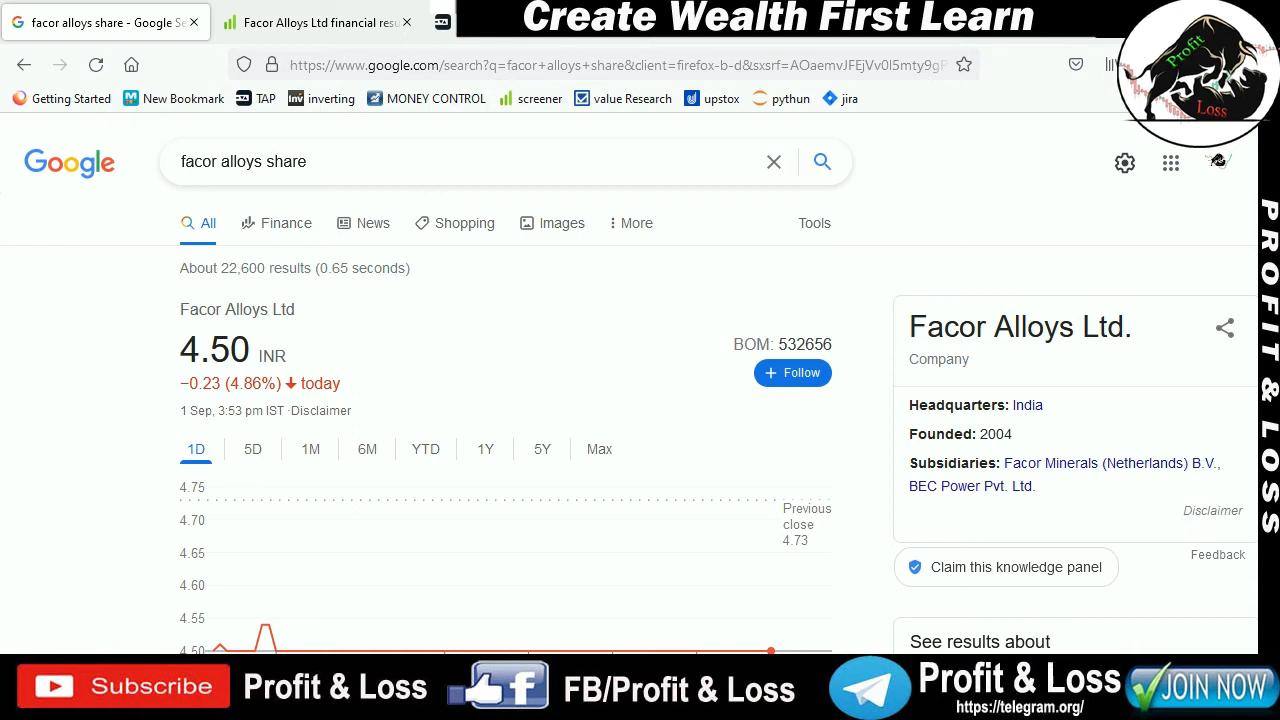 Create Wealth First Learn
facor alloys share - Google Se
Facor Alloys Ltd financial resu
https://www.google.com/search?q=facor+alloys+share&client=firefox-b-d&sxsrf=AOaemvJFEjVv0l5mty9gP
Getting Started
New Bookmark
TAP
inverting
MONEYCONTROL
screener
value Research
upstox
python
jira
Profit
Loss
Google
facor alloys share
All
Finance
News
Shopping
Images
More
Tools
About 22,600 results (0.65 seconds)
Facor Alloys Ltd
4.50 INR
BOM: 532656
+ Follow
−0.23 (4.86%) today
1 Sep, 3:53 pm IST ·Disclaimer
1D
5D
1M
6M
YTD
1Y
5Y
Max
4.75
4.70
4.65
4.60
4.55
4.50
Previous
close
4.73
Facor Alloys Ltd.
Company
Headquarters: India
Founded: 2004
Subsidiaries: Facor Minerals (Netherlands) B.V.,
BEC Power Pvt. Ltd.
Disclaimer
Feedback
Claim this knowledge panel
See results about
PROFIT & LOSS
Subscribe
Profit & Loss
FB/Profit & Loss
Profit & Loss
https://telegram.org/
JOIN NOW